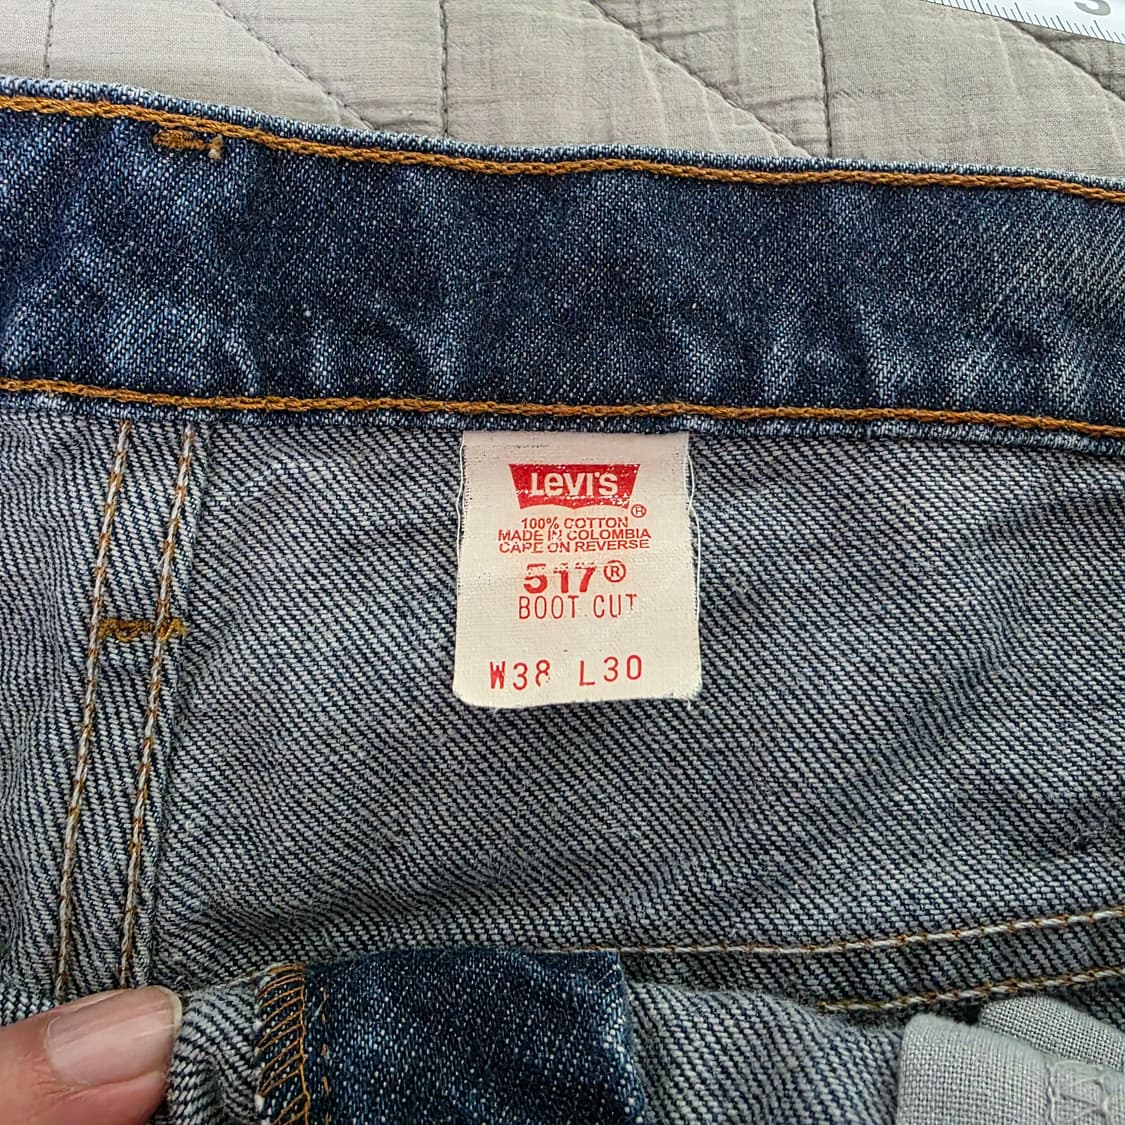 LEVI'S
®
100% COTTON
MADE IN COLOMBIA
CARE ON REVERSE
517®
BOOT CUT
W38 L30